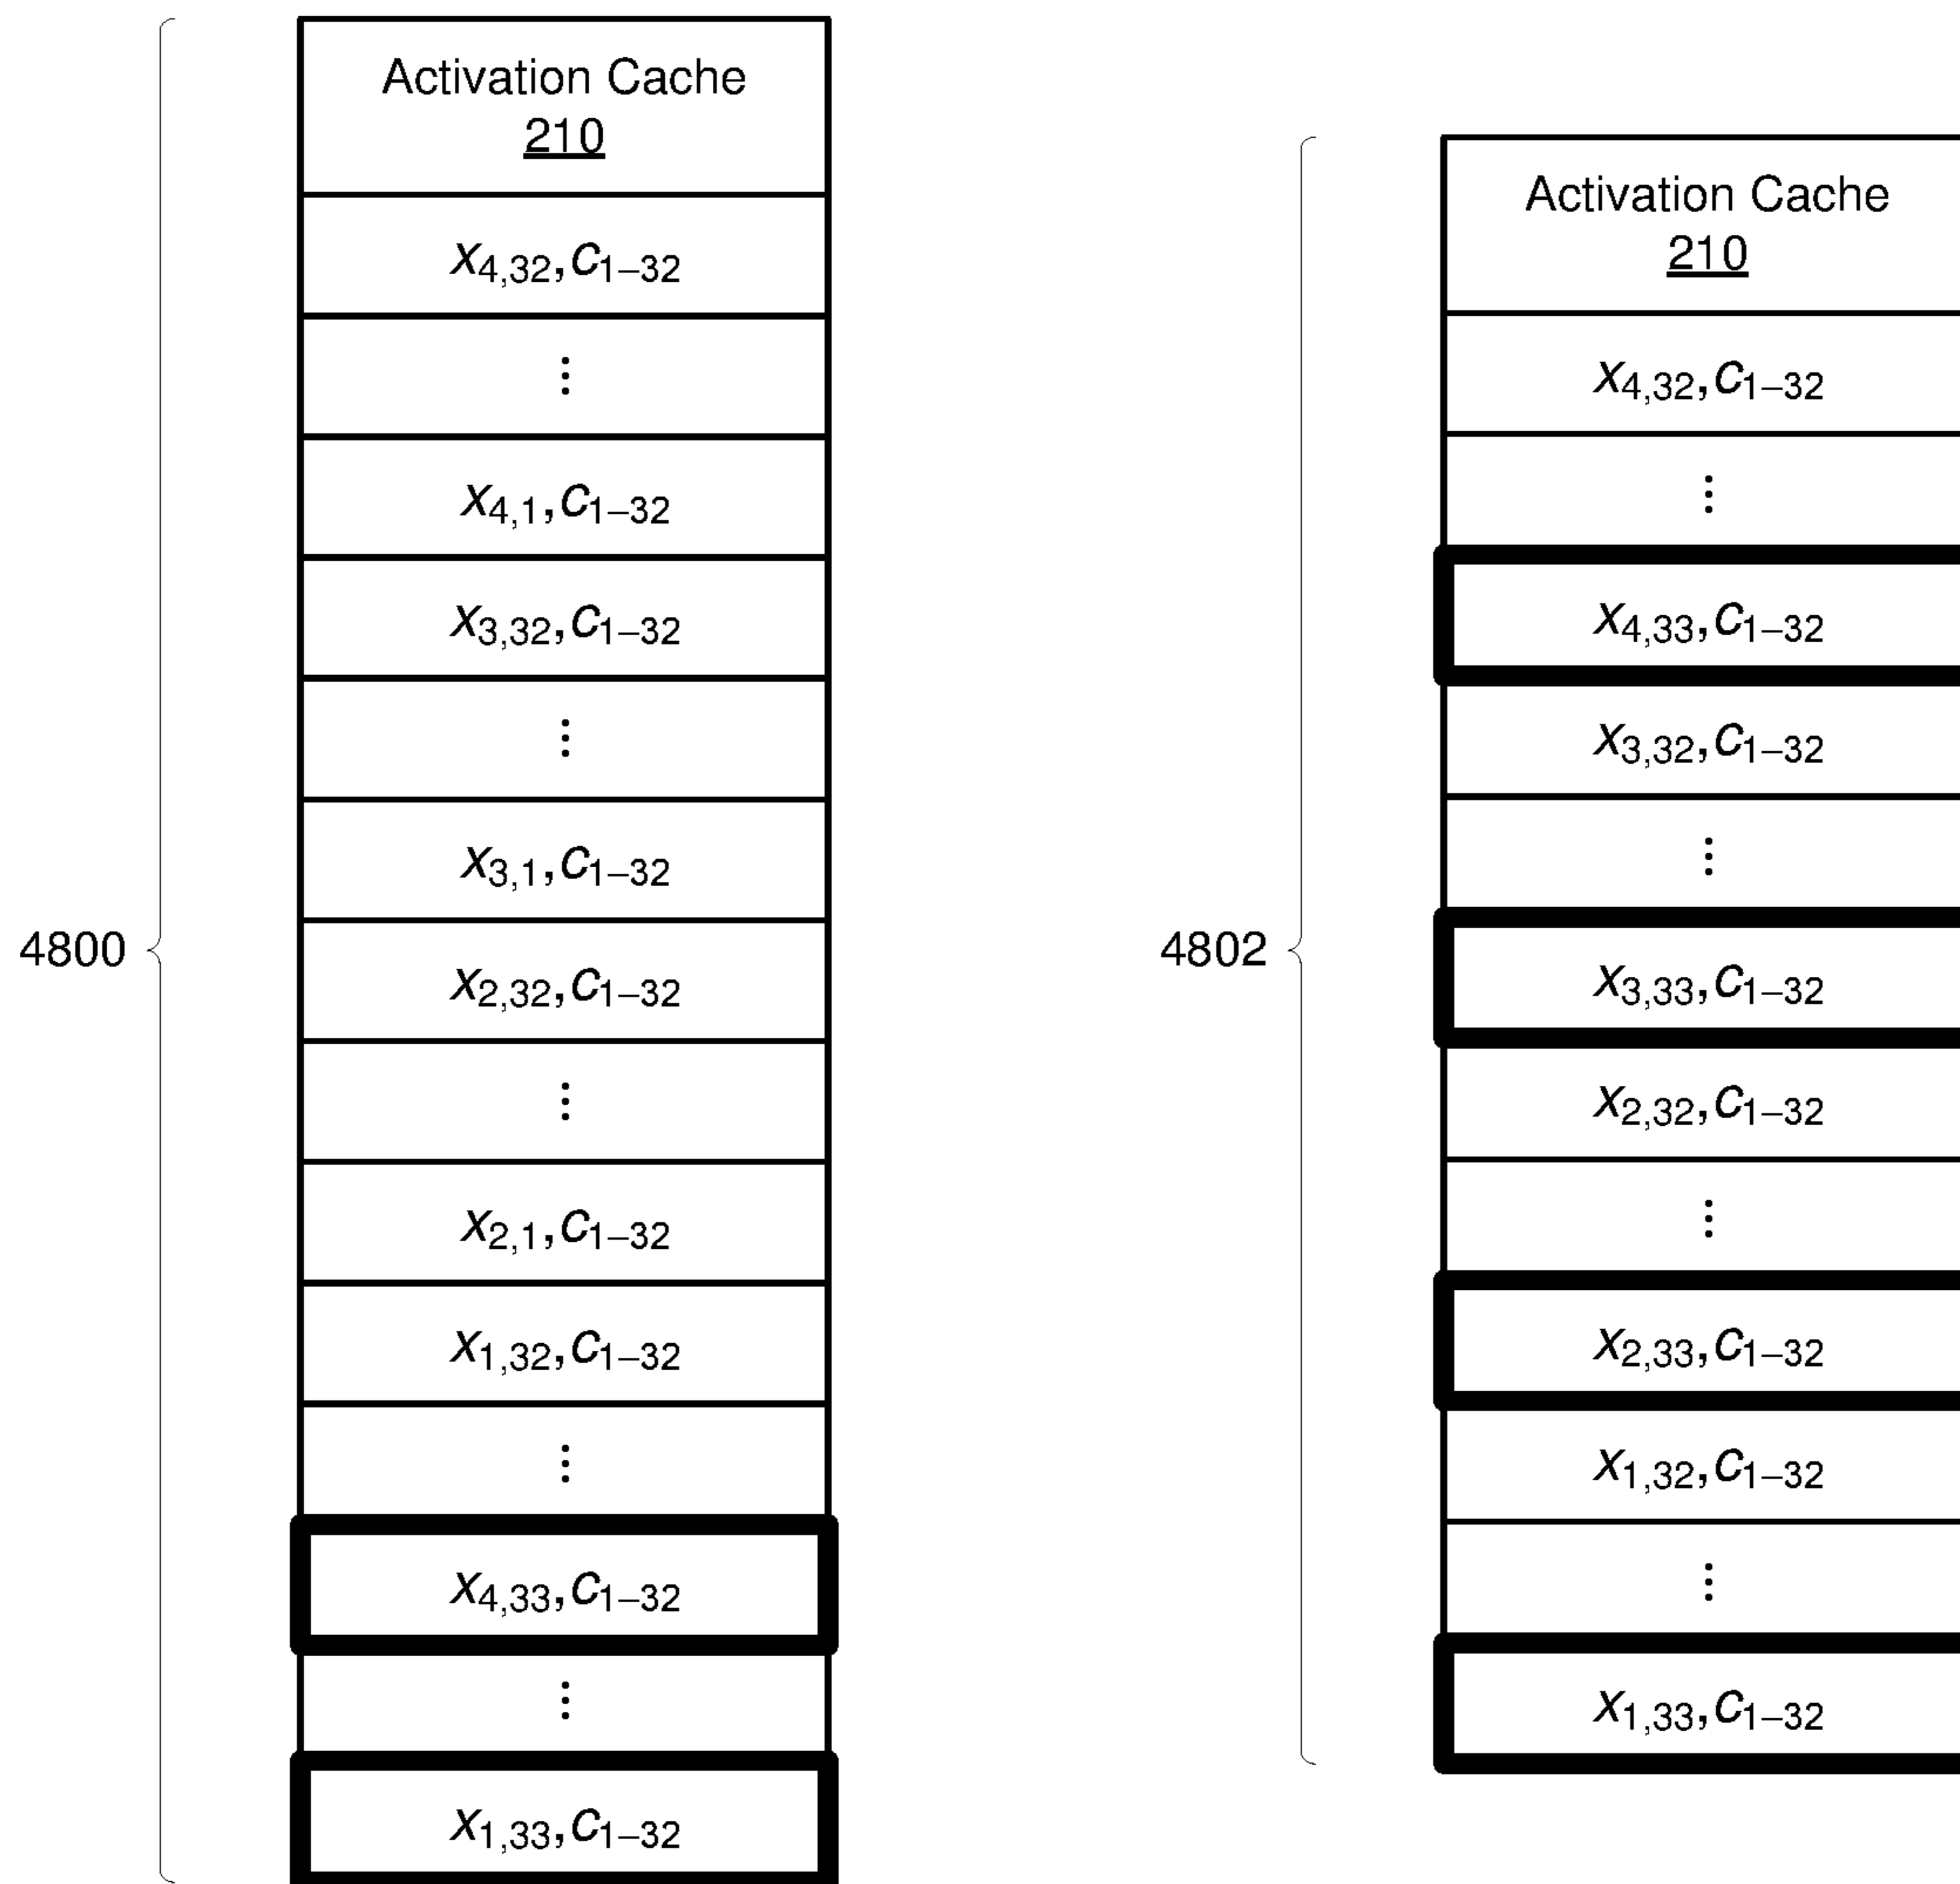 4800
Activation Cache
210
x4,32,c1–32
⋮
x4,1,c1–32
x3,32,c1–32
⋮
x3,1,c1–32
x2,32,c1–32
⋮
x2,1,c1–32
x1,32,c1–32
⋮
x4,33,c1–32
⋮
x1,33,c1–32
4802
Activation Cache
210
x4,32,c1–32
⋮
x4,33,c1–32
x3,32,c1–32
⋮
x3,33,c1–32
x2,32,c1–32
⋮
x2,33,c1–32
x1,32,c1–32
⋮
x1,33,c1–32